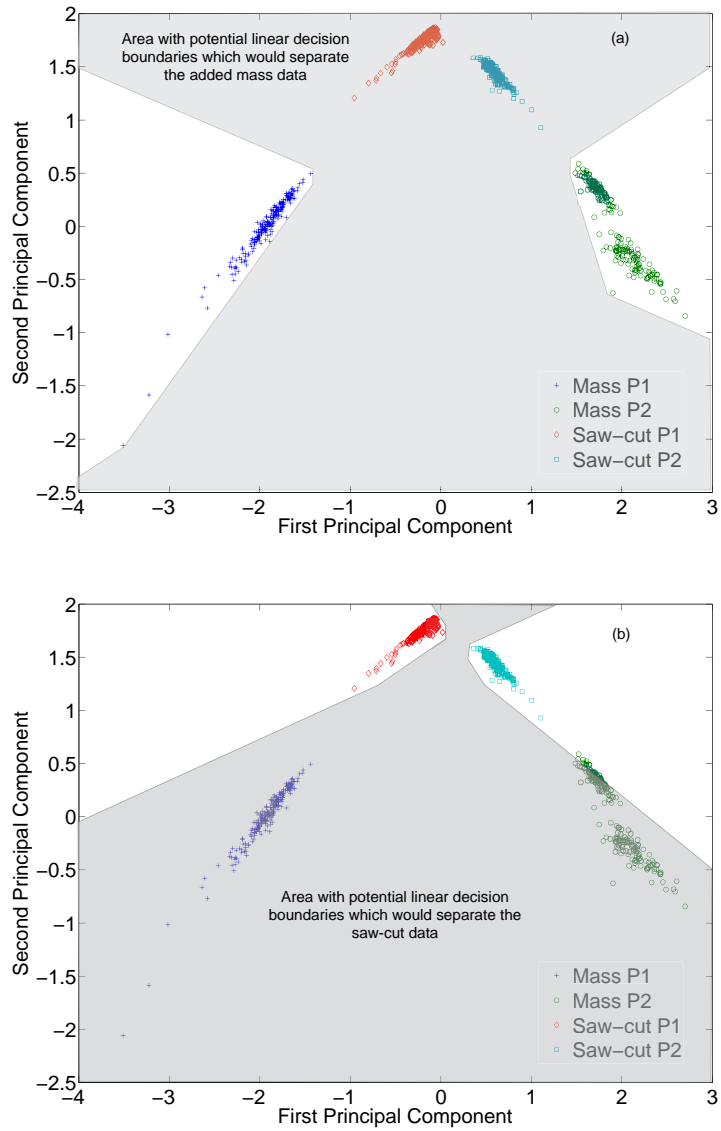 2
1.5
1
0.5
0
−0.5
−1
−1.5
−2
−2.5
Second Principal Component
Area with potential linear decision
boundaries which would separate
the added mass data
(a)
Mass P1
Mass P2
Saw−cut P1
Saw−cut P2
−4 −3 −2 −1 0 1 2 3
First Principal Component
2
1.5
1
0.5
0
−0.5
−1
−1.5
−2
−2.5
Second Principal Component
(b)
Area with potential linear decision
boundaries which would separate the
saw-cut data
Mass P1
Mass P2
Saw−cut P1
Saw−cut P2
−4 −3 −2 −1 0 1 2 3
First Principal Component